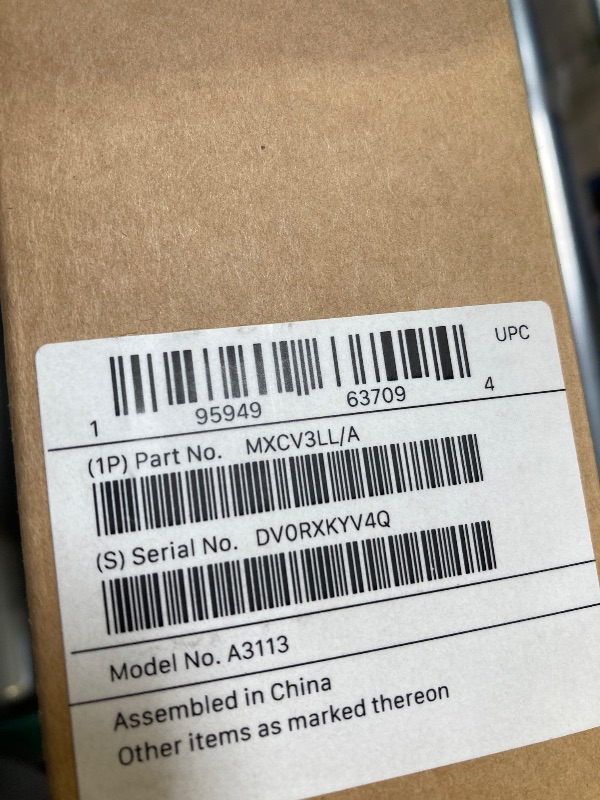 UPC
1 95949 63709 4
(1P) Part No. MXCV3LL/A
(S) Serial No. DV0RXKYV4Q
Model No. A3113
Assembled in China
Other items as marked thereon